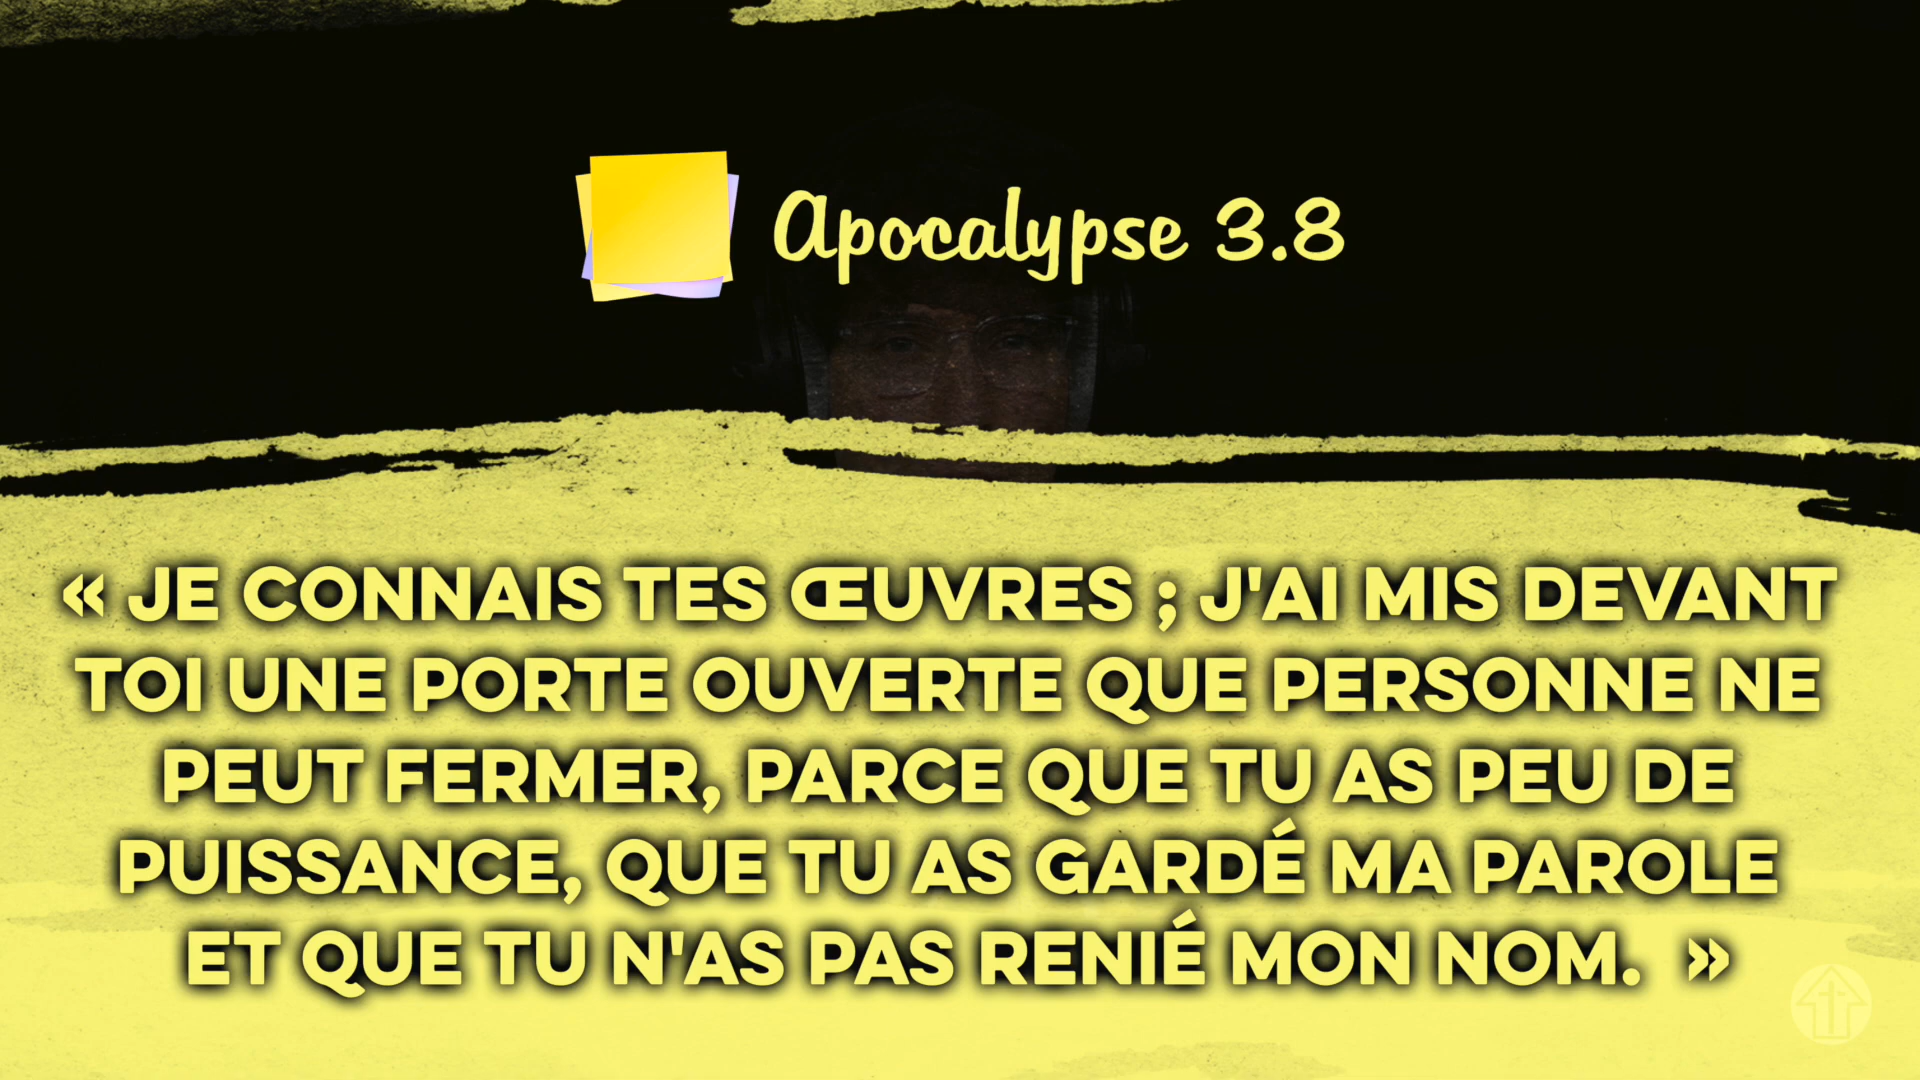 Apocalypse 3.8
« JE CONNAIS TES ŒUVRES ; J'AI MIS DEVANT
TOI UNE PORTE OUVERTE QUE PERSONNE NE
PEUT FERMER, PARCE QUE TU AS PEU DE
PUISSANCE, QUE TU AS GARDÉ MA PAROLE
ET QUE TU N'AS PAS RENIÉ MON NOM. »